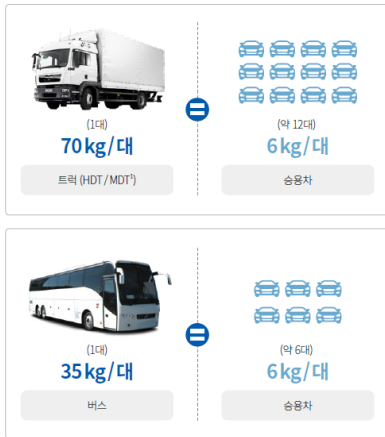 (1대)
70kg/대
트럭 (HDT / MDT¹)
(약 12대)
6kg/대
승용차
(1대)
35kg/대
버스
(약 6대)
6kg/대
승용차